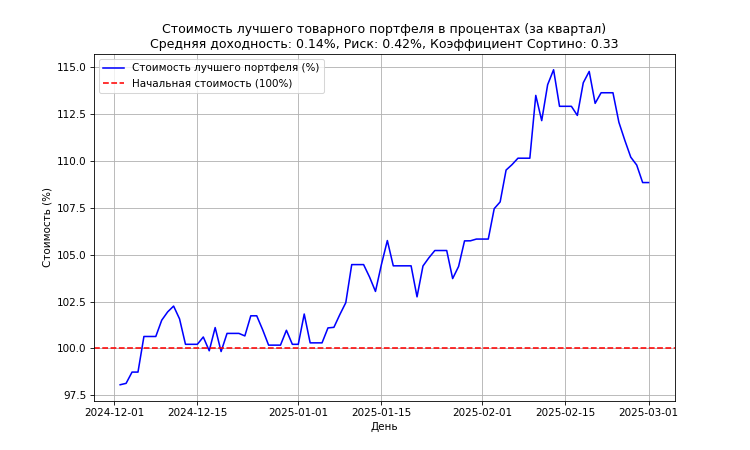 Стоимость лучшего товарного портфеля в процентах (за квартал)
Средняя доходность: 0.14%, Риск: 0.42%, Коэффициент Сортино: 0.33
Стоимость лучшего портфеля (%)
Начальная стоимость (100%)
Стоимость (%)
115.0
112.5
110.0
107.5
105.0
102.5
100.0
97.5
2024-12-01
2024-12-15
2025-01-01
2025-01-15
2025-02-01
2025-02-15
2025-03-01
День